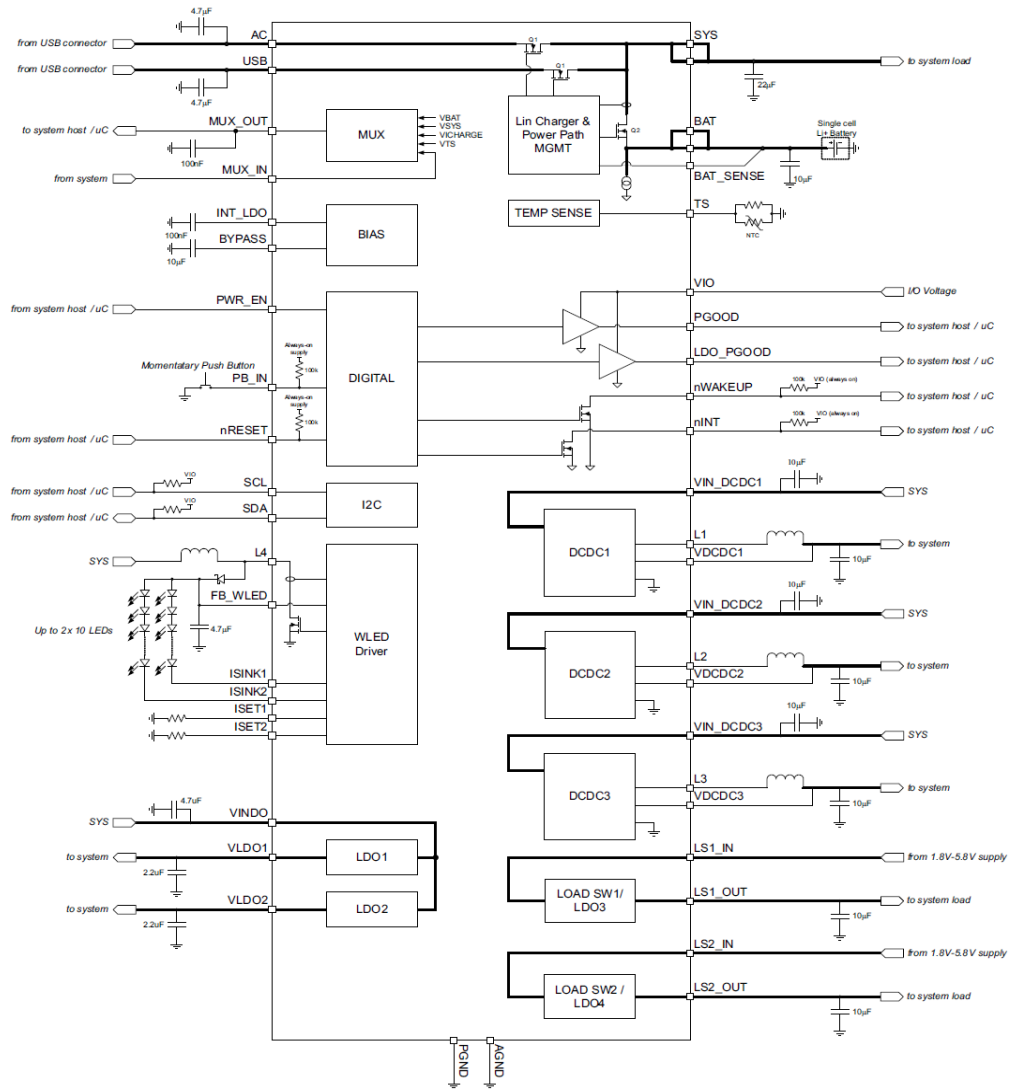 4.7μF
from USB connector
AC
Q1
SYS
from USB connector
USB
Q1
to system load
4.7μF
22μF
MUX_OUT
to system host / uC
MUX
VBAT
VSYS
VICHARGE
VTS
Lin Charger &
Power Path
MGMT
Q2
BAT
Single cell
Li+ Battery
100nF
MUX_IN
from system
BAT_SENSE
10μF
INT_LDO
100nF
BYPASS
10μF
BIAS
TEMP SENSE
TS
NTC
PWR_EN
from system host / uC
VIO
I/O Voltage
PGOOD
to system host / uC
LDO_PGOOD
to system host / uC
Momentatary Push Button
PB_IN
Always-on
supply
100k
DIGITAL
nWAKEUP
100k
VIO (always on)
to system host / uC
Always-on
supply
100k
nRESET
from system host / uC
nINT
100k
VIO (always on)
to system host / uC
VIO
SCL
from system host / uC
VIO
SDA
from system host / uC
I2C
10μF
VIN_DCDC1
SYS
DCDC1
L1
to system
VDCDC1
10μF
SYS
L4
FB_WLED
4.7μF
Up to 2 x 10 LEDs
WLED
Driver
ISINK1
ISINK2
ISET1
ISET2
10μF
VIN_DCDC2
SYS
DCDC2
L2
to system
VDCDC2
10μF
10μF
VIN_DCDC3
SYS
DCDC3
L3
to system
VDCDC3
10μF
4.7uF
SYS
VINDO
to system
VLDO1
LDO1
2.2uF
to system
VLDO2
LDO2
2.2uF
LS1_IN
from 1.8V-5.8V supply
LOAD SW1/
LDO3
LS1_OUT
to system load
10μF
LS2_IN
from 1.8V-5.8V supply
LOAD SW2 /
LDO4
LS2_OUT
to system load
10μF
PGND
AGND